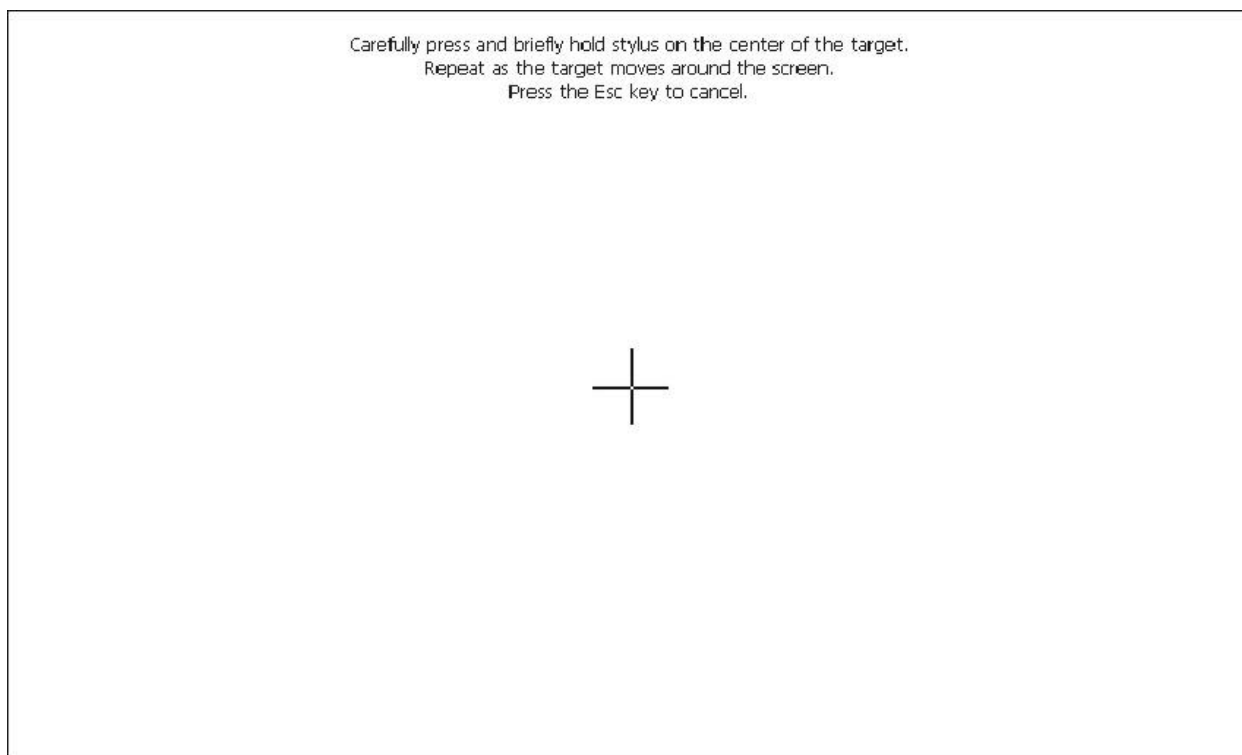 Carefully press and briefly hold stylus on the center of the target.
Repeat as the target moves around the screen.
Press the Esc key to cancel.